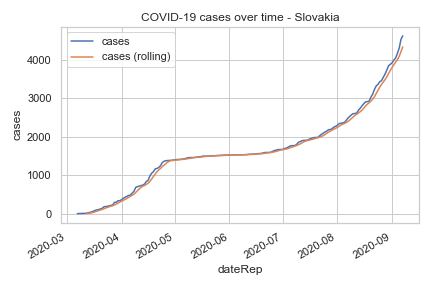 COVID-19 cases over time - Slovakia
cases
cases (rolling)
4000
3000
2000
1000
0
cases
2020-03
2020-04
2020-05
2020-06
2020-07
2020-08
2020-09
dateRep